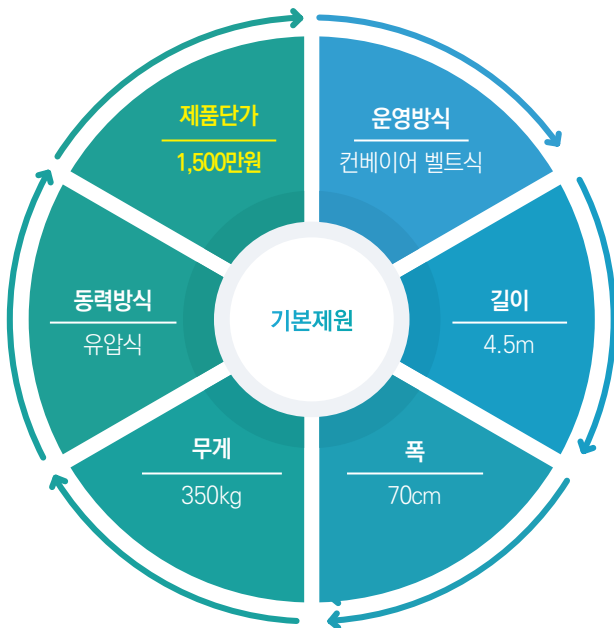 제품단가
1,500만원
운영방식
컨베이어 벨트식
동력방식
유압식
기본제원
길이
4.5m
무게
350kg
폭
70cm